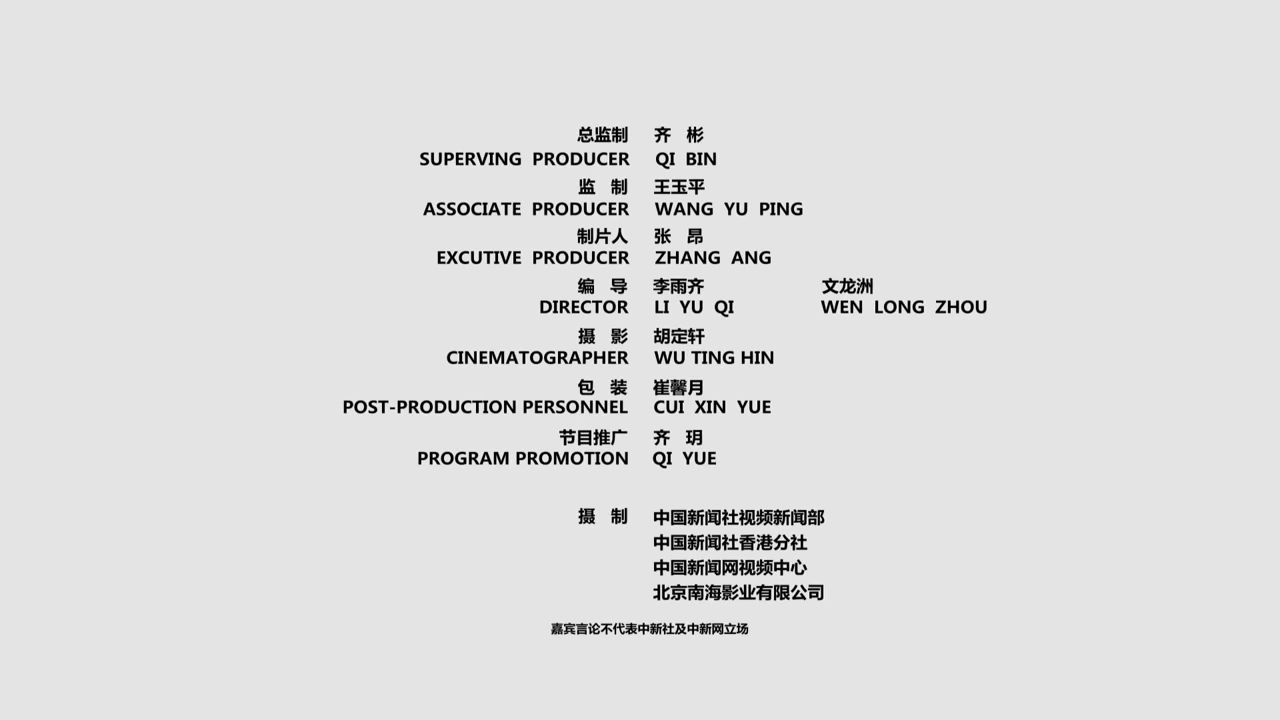 总监制 齐 彬
SUPERVING PRODUCER QI BIN
监 制 王玉平
ASSOCIATE PRODUCER WANG YU PING
制片人 张 昂
EXCUTIVE PRODUCER ZHANG ANG
编 导 李雨齐 文龙洲
DIRECTOR LI YU QI WEN LONG ZHOU
摄 影 胡定轩
CINEMATOGRAPHER WU TING HIN
包 装 崔馨月
POST-PRODUCTION PERSONNEL CUI XIN YUE
节目推广 齐 玥
PROGRAM PROMOTION QI YUE
摄 制 中国新闻社视频新闻部
中国新闻社香港分社
中国新闻网视频中心
北京南海影业有限公司
嘉宾言论不代表中新社及中新网立场